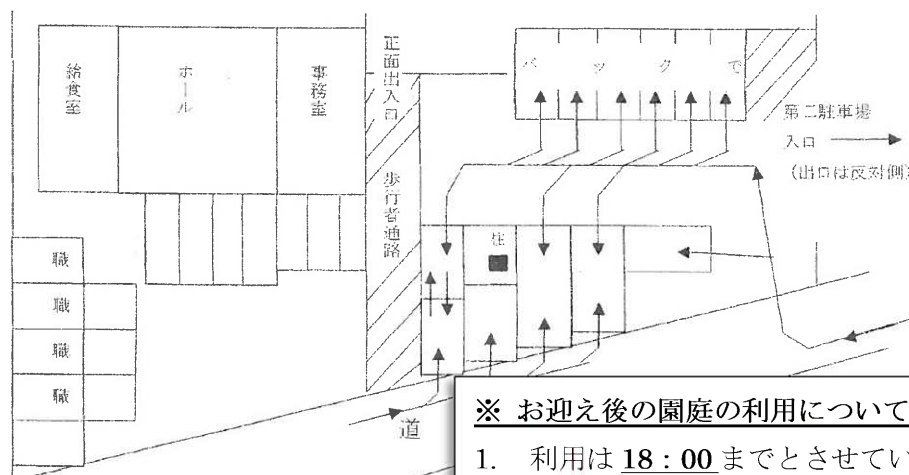 給食室
ホール
事務室
正面出入口
歩行者通路
バックで
第二駐車場
入口
(出口は反対側)
柱
職
職
職
職
道
※ お迎え後の園庭の利用について
1. 利用は 18:00 までとさせてい